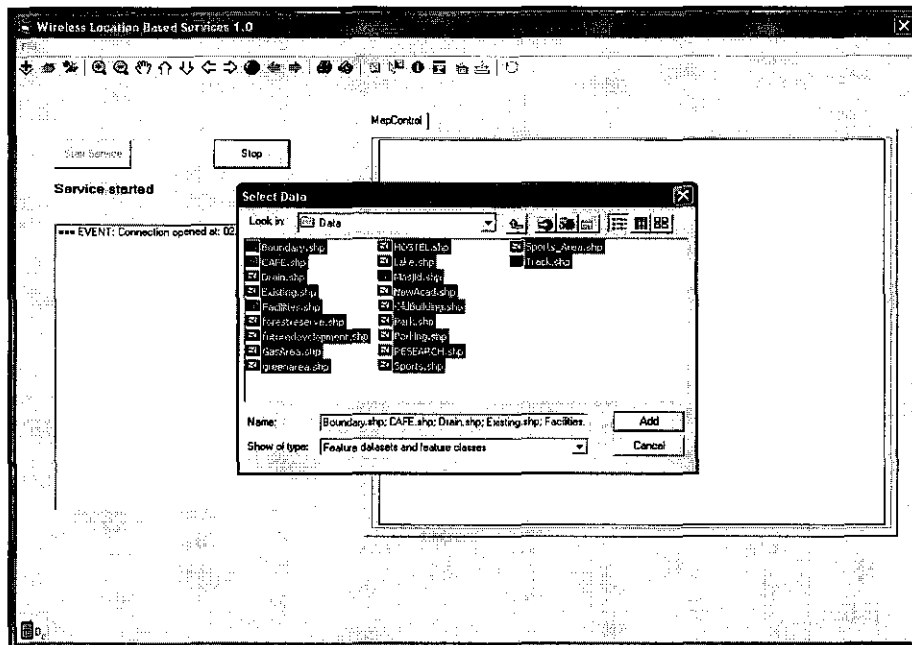 Wireless Location Based Services 1.0
MapControl
Start Service Stop
Service started
Select Data
Look in: Data
=== EVENT: Connection opened at: 02.
Boundary.shp HOSTEL.shp Sports_Area.shp
CAFE.shp Lake.shp Track.shp
Drain.shp Masjid.shp
Existing.shp NewAcad.shp
Facilities.shp OldBuilding.shp
forestreserve.shp Park.shp
futuredevelopment.shp Parking.shp
GasArea.shp RESEARCH.shp
greenarea.shp Sports.shp
Name: Boundary.shp; CAFE.shp; Drain.shp; Existing.shp; Facilities. Add
Show of type: Feature datasets and feature classes Cancel